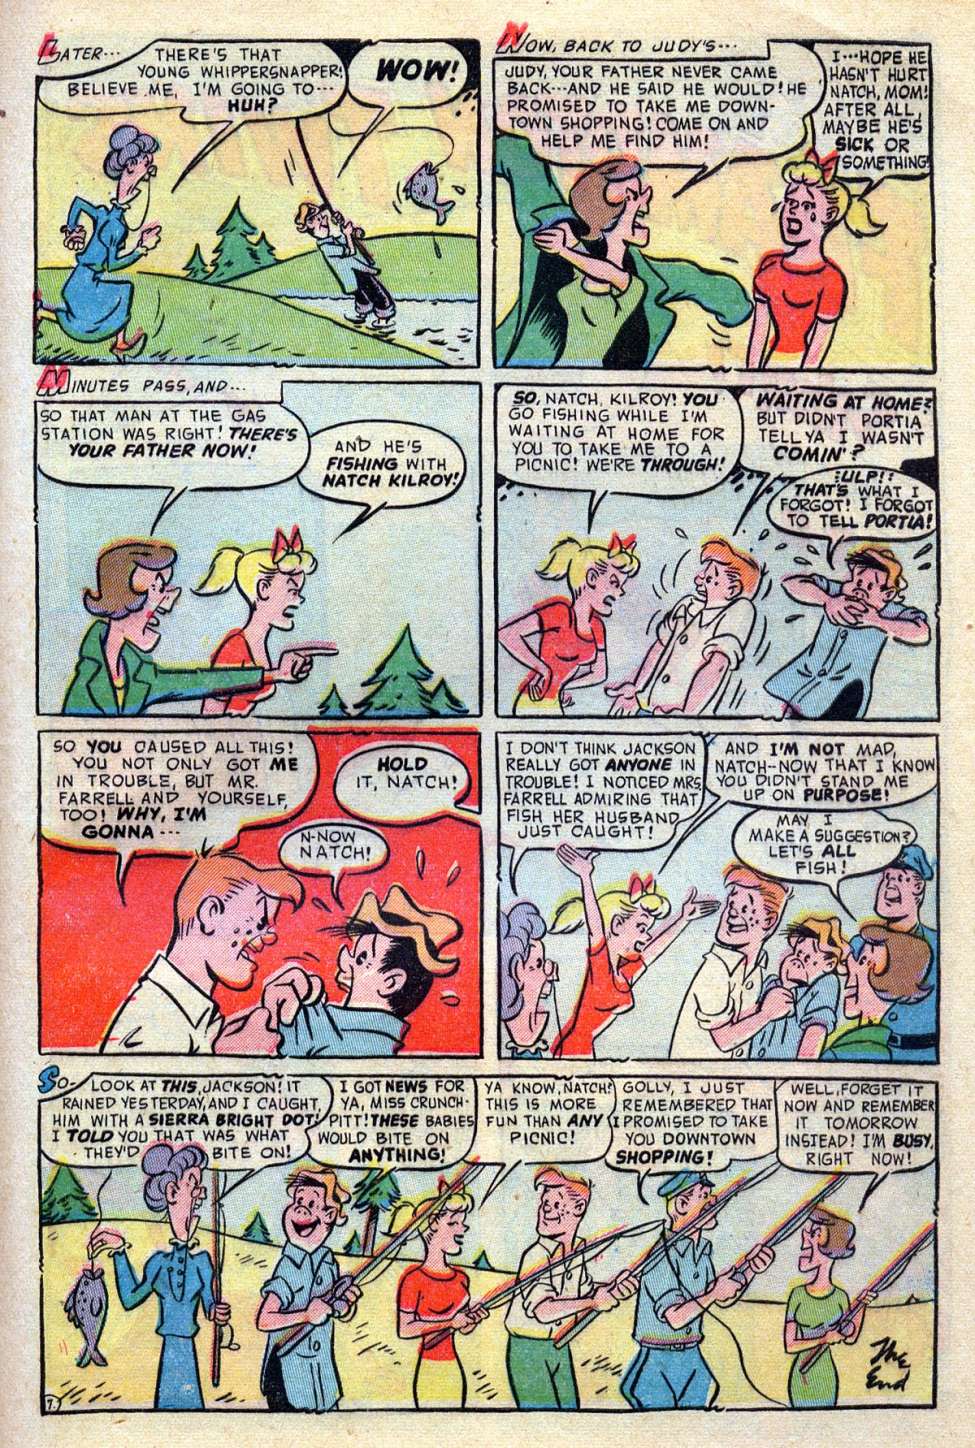 LATER...
THERE'S THAT
YOUNG WHIPPERSNAPPER!
BELIEVE ME, I'M GOING TO---
HUH?
WOW!
NOW, BACK TO JUDY'S...
JUDY, YOUR FATHER NEVER CAME
BACK---AND HE SAID HE WOULD! HE
PROMISED TO TAKE ME DOWN-
TOWN SHOPPING! COME ON AND
HELP ME FIND HIM!
I---HOPE HE
HASN'T HURT
NATCH, MOM!
AFTER ALL,
MAYBE HE'S
SICK OR
SOMETHING!
MINUTES PASS, AND...
SO THAT MAN AT THE GAS
STATION WAS RIGHT! THERE'S
YOUR FATHER NOW!
AND HE'S
FISHING WITH
NATCH KILROY!
SO, NATCH, KILROY! YOU
GO FISHING WHILE I'M
WAITING AT HOME FOR
YOU TO TAKE ME TO A
PICNIC! WE'RE THROUGH!
WAITING AT HOME?
BUT DIDN'T PORTIA
TELL YA I WASN'T
COMIN'?
:ULP!:
THAT'S WHAT I
FORGOT! I FORGOT
TO TELL PORTIA!
SO YOU CAUSED ALL THIS!
YOU NOT ONLY GOT ME
IN TROUBLE, BUT MR.
FARRELL AND YOURSELF,
TOO! WHY, I'M
GONNA ---
N-NOW
NATCH!
HOLD
IT, NATCH!
I DON'T THINK JACKSON
REALLY GOT ANYONE IN
TROUBLE! I NOTICED MRS.
FARRELL ADMIRING THAT
FISH HER HUSBAND
JUST CAUGHT!
AND I'M NOT MAD,
NATCH--NOW THAT I KNOW
YOU DIDN'T STAND ME
UP ON PURPOSE!
MAY I
MAKE A SUGGESTION?
LET'S ALL
FISH!
SO-
LOOK AT THIS, JACKSON! IT
RAINED YESTERDAY, AND I CAUGHT
HIM WITH A SIERRA BRIGHT DOT!
I TOLD YOU THAT WAS WHAT
THEY'D BITE ON!
I GOT NEWS FOR
YA, MISS CRUNCH-
PITT! THESE BABIES
WOULD BITE ON
ANYTHING!
YA KNOW, NATCH!
THIS IS MORE
FUN THAN ANY
PICNIC!
GOLLY, I JUST
REMEMBERED THAT
I PROMISED TO TAKE
YOU DOWNTOWN
SHOPPING!
WELL, FORGET IT
NOW AND REMEMBER
IT TOMORROW
INSTEAD! I'M BUSY,
RIGHT NOW!
The
End
7